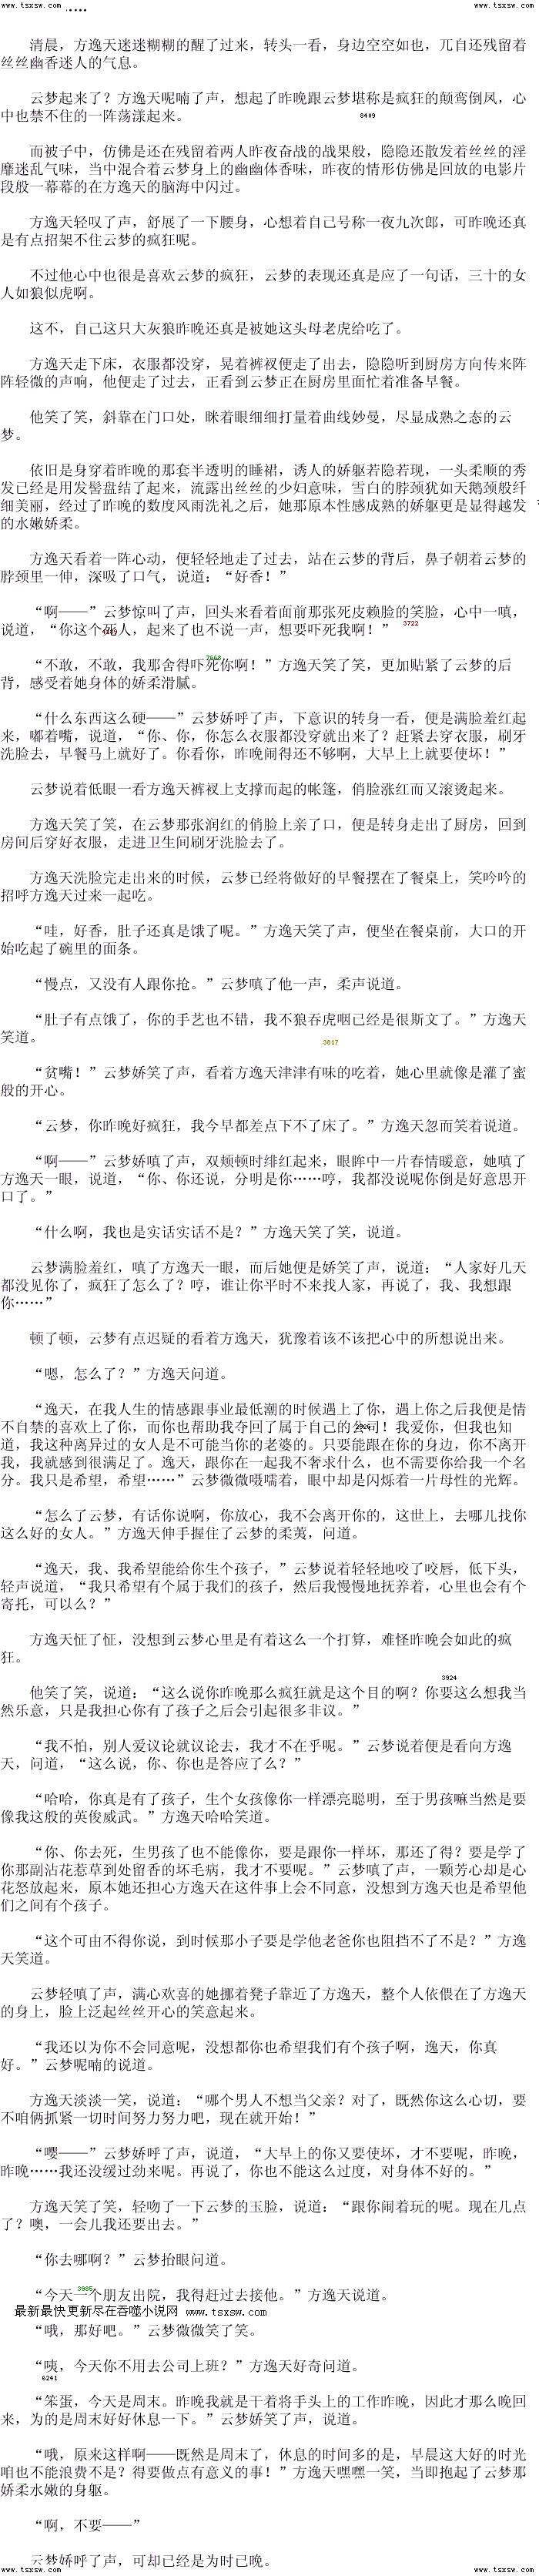 www.tsxsw.com ······ www.tsxsw.com
清晨，方逸天迷迷糊糊的醒了过来，转头一看，身边空空如也，兀自还残留着
丝丝幽香迷人的气息。
云梦起来了？方逸天呢喃了声，想起了昨晚跟云梦堪称是疯狂的颠鸾倒凤，心
中也禁不住的一阵荡漾起来。
8409
而被子中，仿佛是还在残留着两人昨夜奋战的战果般，隐隐还散发着丝丝的淫
靡迷乱气味，当中混合着云梦身上的幽幽体香味，昨夜的情形仿佛是回放的电影片
段般一幕幕的在方逸天的脑海中闪过。
方逸天轻叹了声，舒展了一下腰身，心想着自己号称一夜九次郎，可昨晚还真
是有点招架不住云梦的疯狂呢。
不过他心中也很是喜欢云梦的疯狂，云梦的表现还真是应了一句话，三十的女
人如狼似虎啊。
这不，自己这只大灰狼昨晚还真是被她这头母老虎给吃了。
方逸天走下床，衣服都没穿，晃着裤衩便走了出去，隐隐听到厨房方向传来阵
阵轻微的声响，他便走了过去，正看到云梦正在厨房里面忙着准备早餐。
他笑了笑，斜靠在门口处，眯着眼细细打量着曲线妙曼，尽显成熟之态的云
梦。
依旧是身穿着昨晚的那套半透明的睡裙，诱人的娇躯若隐若现，一头柔顺的秀
发已经是用发髻盘结了起来，流露出丝丝的少妇意味，雪白的脖颈犹如天鹅颈般纤
细美丽，经过了昨晚的数度风雨洗礼之后，她那原本性感成熟的娇躯更是显得越发
的水嫩娇柔。
方逸天看着一阵心动，便轻轻地走了过去，站在云梦的背后，鼻子朝着云梦的
脖颈里一伸，深吸了口气，说道：“好香！”
“啊——”云梦惊叫了声，回头来看着面前那张死皮赖脸的笑脸，心中一嗔，
说道，“你这个死人，起来了也不说一声，想要吓死我啊！” 3722
7668
“不敢，不敢，我那舍得吓死你啊！”方逸天笑了笑，更加贴紧了云梦的后
背，感受着她身体的娇柔滑腻。
“什么东西这么硬——”云梦娇呼了声，下意识的转身一看，便是满脸羞红起
来，嘟着嘴，说道，“你、你，你怎么衣服都没穿就出来了？赶紧去穿衣服，刷牙
洗脸去，早餐马上就好了。你看你，昨晚闹得还不够啊，大早上上就要使坏！”
云梦说着低眼一看方逸天裤衩上支撑而起的帐篷，俏脸涨红而又滚烫起来。
方逸天笑了笑，在云梦那张润红的俏脸上亲了口，便是转身走出了厨房，回到
房间后穿好衣服，走进卫生间刷牙洗脸去了。
方逸天洗脸完走出来的时候，云梦已经将做好的早餐摆在了餐桌上，笑吟吟的
招呼方逸天过来一起吃。
“哇，好香，肚子还真是饿了呢。”方逸天笑了声，便坐在餐桌前，大口的开
始吃起了碗里的面条。
“慢点，又没有人跟你抢。”云梦嗔了他一声，柔声说道。
“肚子有点饿了，你的手艺也不错，我不狼吞虎咽已经是很斯文了。”方逸天
笑道。
3017
“贫嘴！”云梦娇笑了声，看着方逸天津津有味的吃着，她心里就像是灌了蜜
般的开心。
“云梦，你昨晚好疯狂，我今早都差点下不了床了。”方逸天忽而笑着说道。
“啊——”云梦娇嗔了声，双颊顿时绯红起来，眼眸中一片春情暖意，她嗔了
方逸天一眼，说道，“你、你还说，分明是你……哼，我都没说呢你倒是好意思开
口了。”
“什么啊，我也是实话实话不是？”方逸天笑了笑，说道。
云梦满脸羞红，嗔了方逸天一眼，而后她便是娇笑了声，说道：“人家好几天
都没见你了，疯狂了怎么了？哼，谁让你平时不来找人家，再说了，我、我想跟
你……”
顿了顿，云梦有点迟疑的看着方逸天，犹豫着该不该把心中的所想说出来。
“嗯，怎么了？”方逸天问道。
“逸天，在我人生的情感跟事业最低潮的时候遇上了你，遇上你之后我便是情
不自禁的喜欢上了你，而你也帮助我夺回了属于自己的公司！我爱你，但我也知
道，我这种离异过的女人是不可能当你的老婆的。只要能跟在你的身边，你不离开
我，我就感到很满足了。逸天，跟你在一起我不奢求什么，也不需要你给我一个名
分。我只是希望，希望……”云梦微微嗫嚅着，眼中却是闪烁着一片母性的光辉。
“怎么了云梦，有话你说啊，你放心，我不会离开你的，这世上，去哪儿找你
这么好的女人。”方逸天伸手握住了云梦的柔荑，问道。
“逸天，我、我希望能给你生个孩子，”云梦说着轻轻地咬了咬唇，低下头，
轻声说道，“我只希望有个属于我们的孩子，然后我慢慢地抚养着，心里也会有个
寄托，可以么？”
方逸天怔了怔，没想到云梦心里是有着这么一个打算，难怪昨晚会如此的疯
狂。
3924
他笑了笑，说道：“这么说你昨晚那么疯狂就是这个目的啊？你要这么想我当
然乐意，只是我担心你有了孩子之后会引起很多非议。”
“我不怕，别人爱议论就议论去，我才不在乎呢。”云梦说着便是看向方逸
天，问道，“这么说，你、你也是答应了么？”
“哈哈，你真是有了孩子，生个女孩像你一样漂亮聪明，至于男孩嘛当然是要
像我这般的英俊威武。”方逸天哈哈笑道。
“你、你去死，生男孩了也不能像你，要是跟你一样坏，那还了得？要是学了
你那副沾花惹草到处留香的坏毛病，我才不要呢。”云梦嗔了声，一颗芳心却是心
花怒放起来，原本她还担心方逸天在这件事上会不同意，没想到方逸天也是希望他
们之间有个孩子。
“这个可由不得你说，到时候那小子要是学他老爸你也阻挡不了不是？”方逸
天笑道。
云梦轻嗔了声，满心欢喜的她挪着凳子靠近了方逸天，整个人依偎在了方逸天
的身上，脸上泛起丝丝开心的笑意起来。
“我还以为你不会同意呢，没想都你也希望我们有个孩子啊，逸天，你真
好。”云梦呢喃的说道。
方逸天淡淡一笑，说道：“哪个男人不想当父亲？对了，既然你这么心切，要
不咱俩抓紧一切时间努力努力吧，现在就开始！”
“嘤——”云梦娇呼了声，说道，“大早上的你又要使坏，才不要呢，昨晚，
昨晚……我还没缓过劲来呢。再说了，你也不能这么过度，对身体不好的。”
方逸天笑了笑，轻吻了一下云梦的玉脸，说道：“跟你闹着玩的呢。现在几点
了？噢，一会儿我还要出去。”
“你去哪啊？”云梦抬眼问道。
3985
“今天一个朋友出院，我得赶过去接他。”方逸天说道。
最新最快更新尽在吞噬小说网 www.tsxsw.com
“哦，那好吧。”云梦微微笑了笑。
“咦，今天你不用去公司上班？”方逸天好奇问道。
6241
“笨蛋，今天是周末。昨晚我就是干着将手头上的工作昨晚，因此才那么晚回
来，为的是周末好好休息一下。”云梦娇笑了声，说道。
“哦，原来这样啊——既然是周末了，休息的时间多的是，早晨这大好的时光
咱也不能浪费不是？得要做点有意义的事！”方逸天嘿嘿一笑，当即抱起了云梦那
娇柔水嫩的身躯。
“啊，不要——”
云梦娇呼了声，可却已经是为时已晚。
www.tsxsw.com www.tsxsw.com